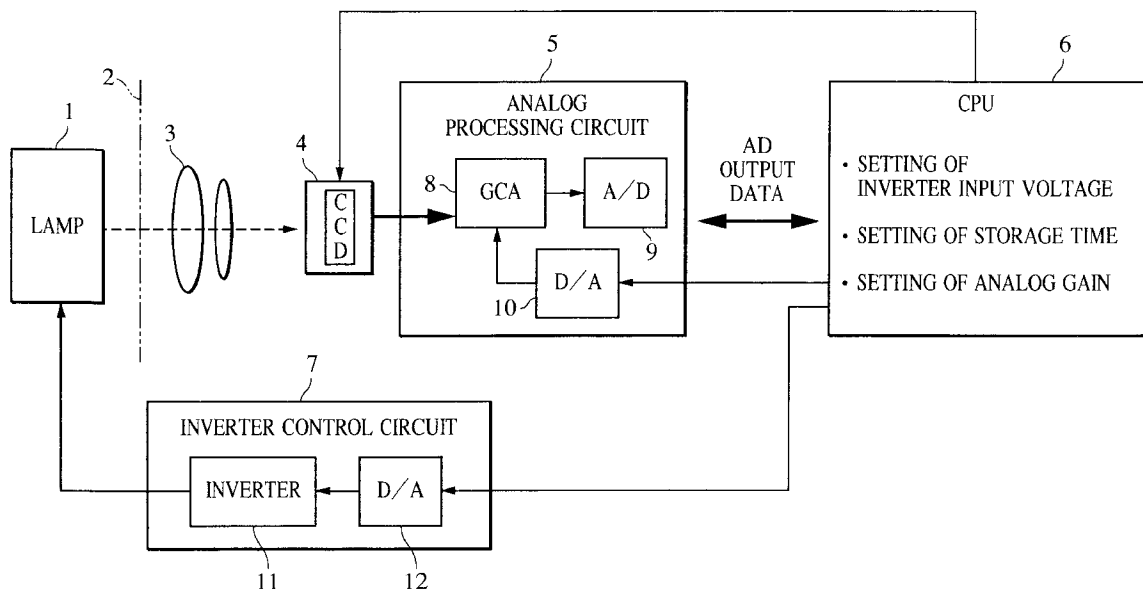 5
6
2
1
3
4
ANALOG
PROCESSING CIRCUIT
CPU
LAMP
CCD
8
GCA
A/D
9
D/A
10
AD
OUTPUT
DATA
• SETTING OF
INVERTER INPUT VOLTAGE
• SETTING OF STORAGE TIME
• SETTING OF ANALOG GAIN
7
INVERTER CONTROL CIRCUIT
INVERTER
D/A
11
12